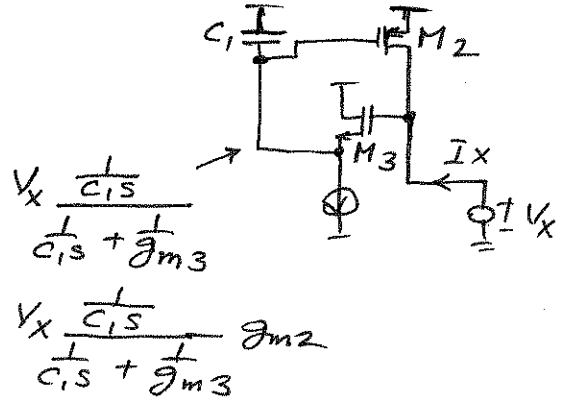 C₁
M₂
M₃
Iₓ
+
-
Vₓ
Vₓ (1/(C₁s)) / (1/(C₁s) + 1/gm3)
Vₓ (1/(C₁s)) / (1/(C₁s) + 1/gm3) gm2